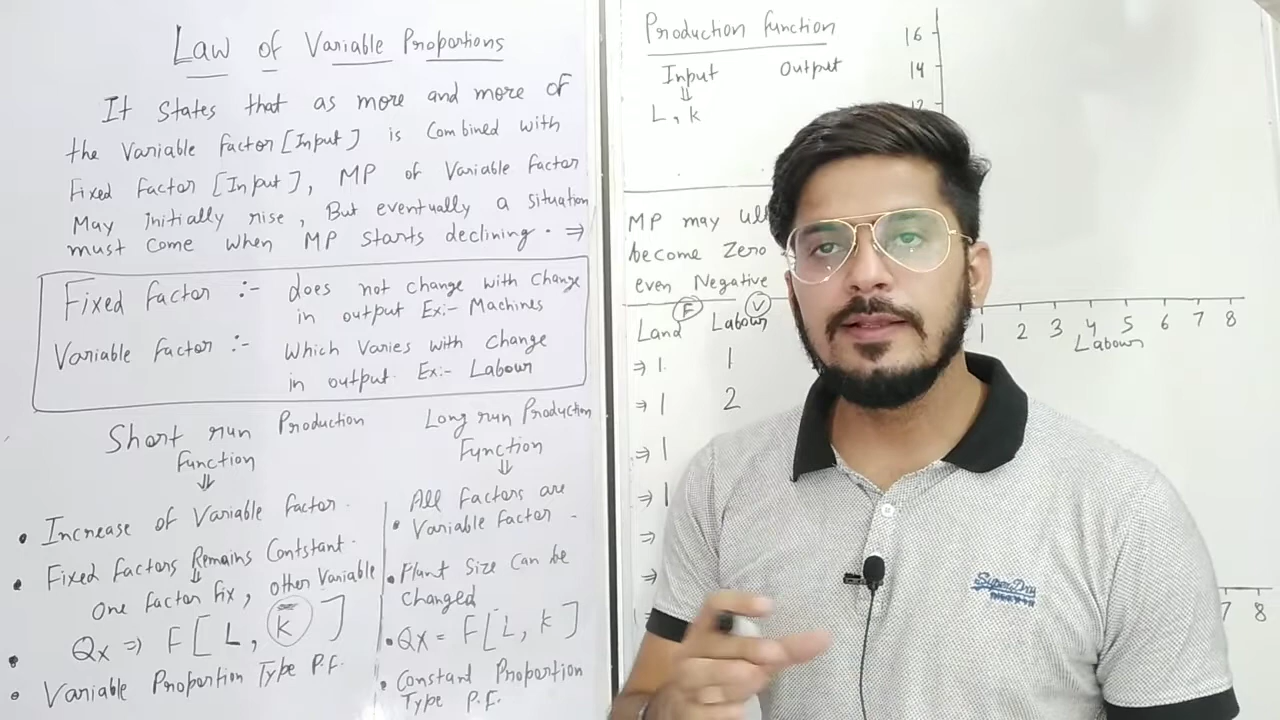 Law of Variable Proportions
It States that as more and more of
the Variable factor [Input] is Combined with
Fixed Factor [Input], MP of Variable factor
May Initially rise, But eventually a situation
must come when MP Starts declining. ⇒
Fixed factor :- does not change with change
in output Ex:- Machines
Variable factor :- which Varies with change
in output. Ex:- Labour
Short run Production
Function
⇓
• Increase of Variable factor.
• Fixed factors Remains Contstant.
↓
One factor fix, other Variable
• Qx ⇒ F[L, K̄]
• Variable Proportion Type P.F.
Long run Production
Function
⇓
• All factors are
Variable factor -
• Plant Size can be
changed
• Qx = F[L, K]
• Constant Proportion
Type P.F.
Production function
Input Output
⇓
L, K
MP may
become Zero
even Negative
F V
Land Labour
⇒ 1. 1
⇒ 1 2
⇒ 1
⇒ 1
⇒
⇒
16
14
12
1 2 3 4 5 6 7 8
Labour
7 8
SuperDry